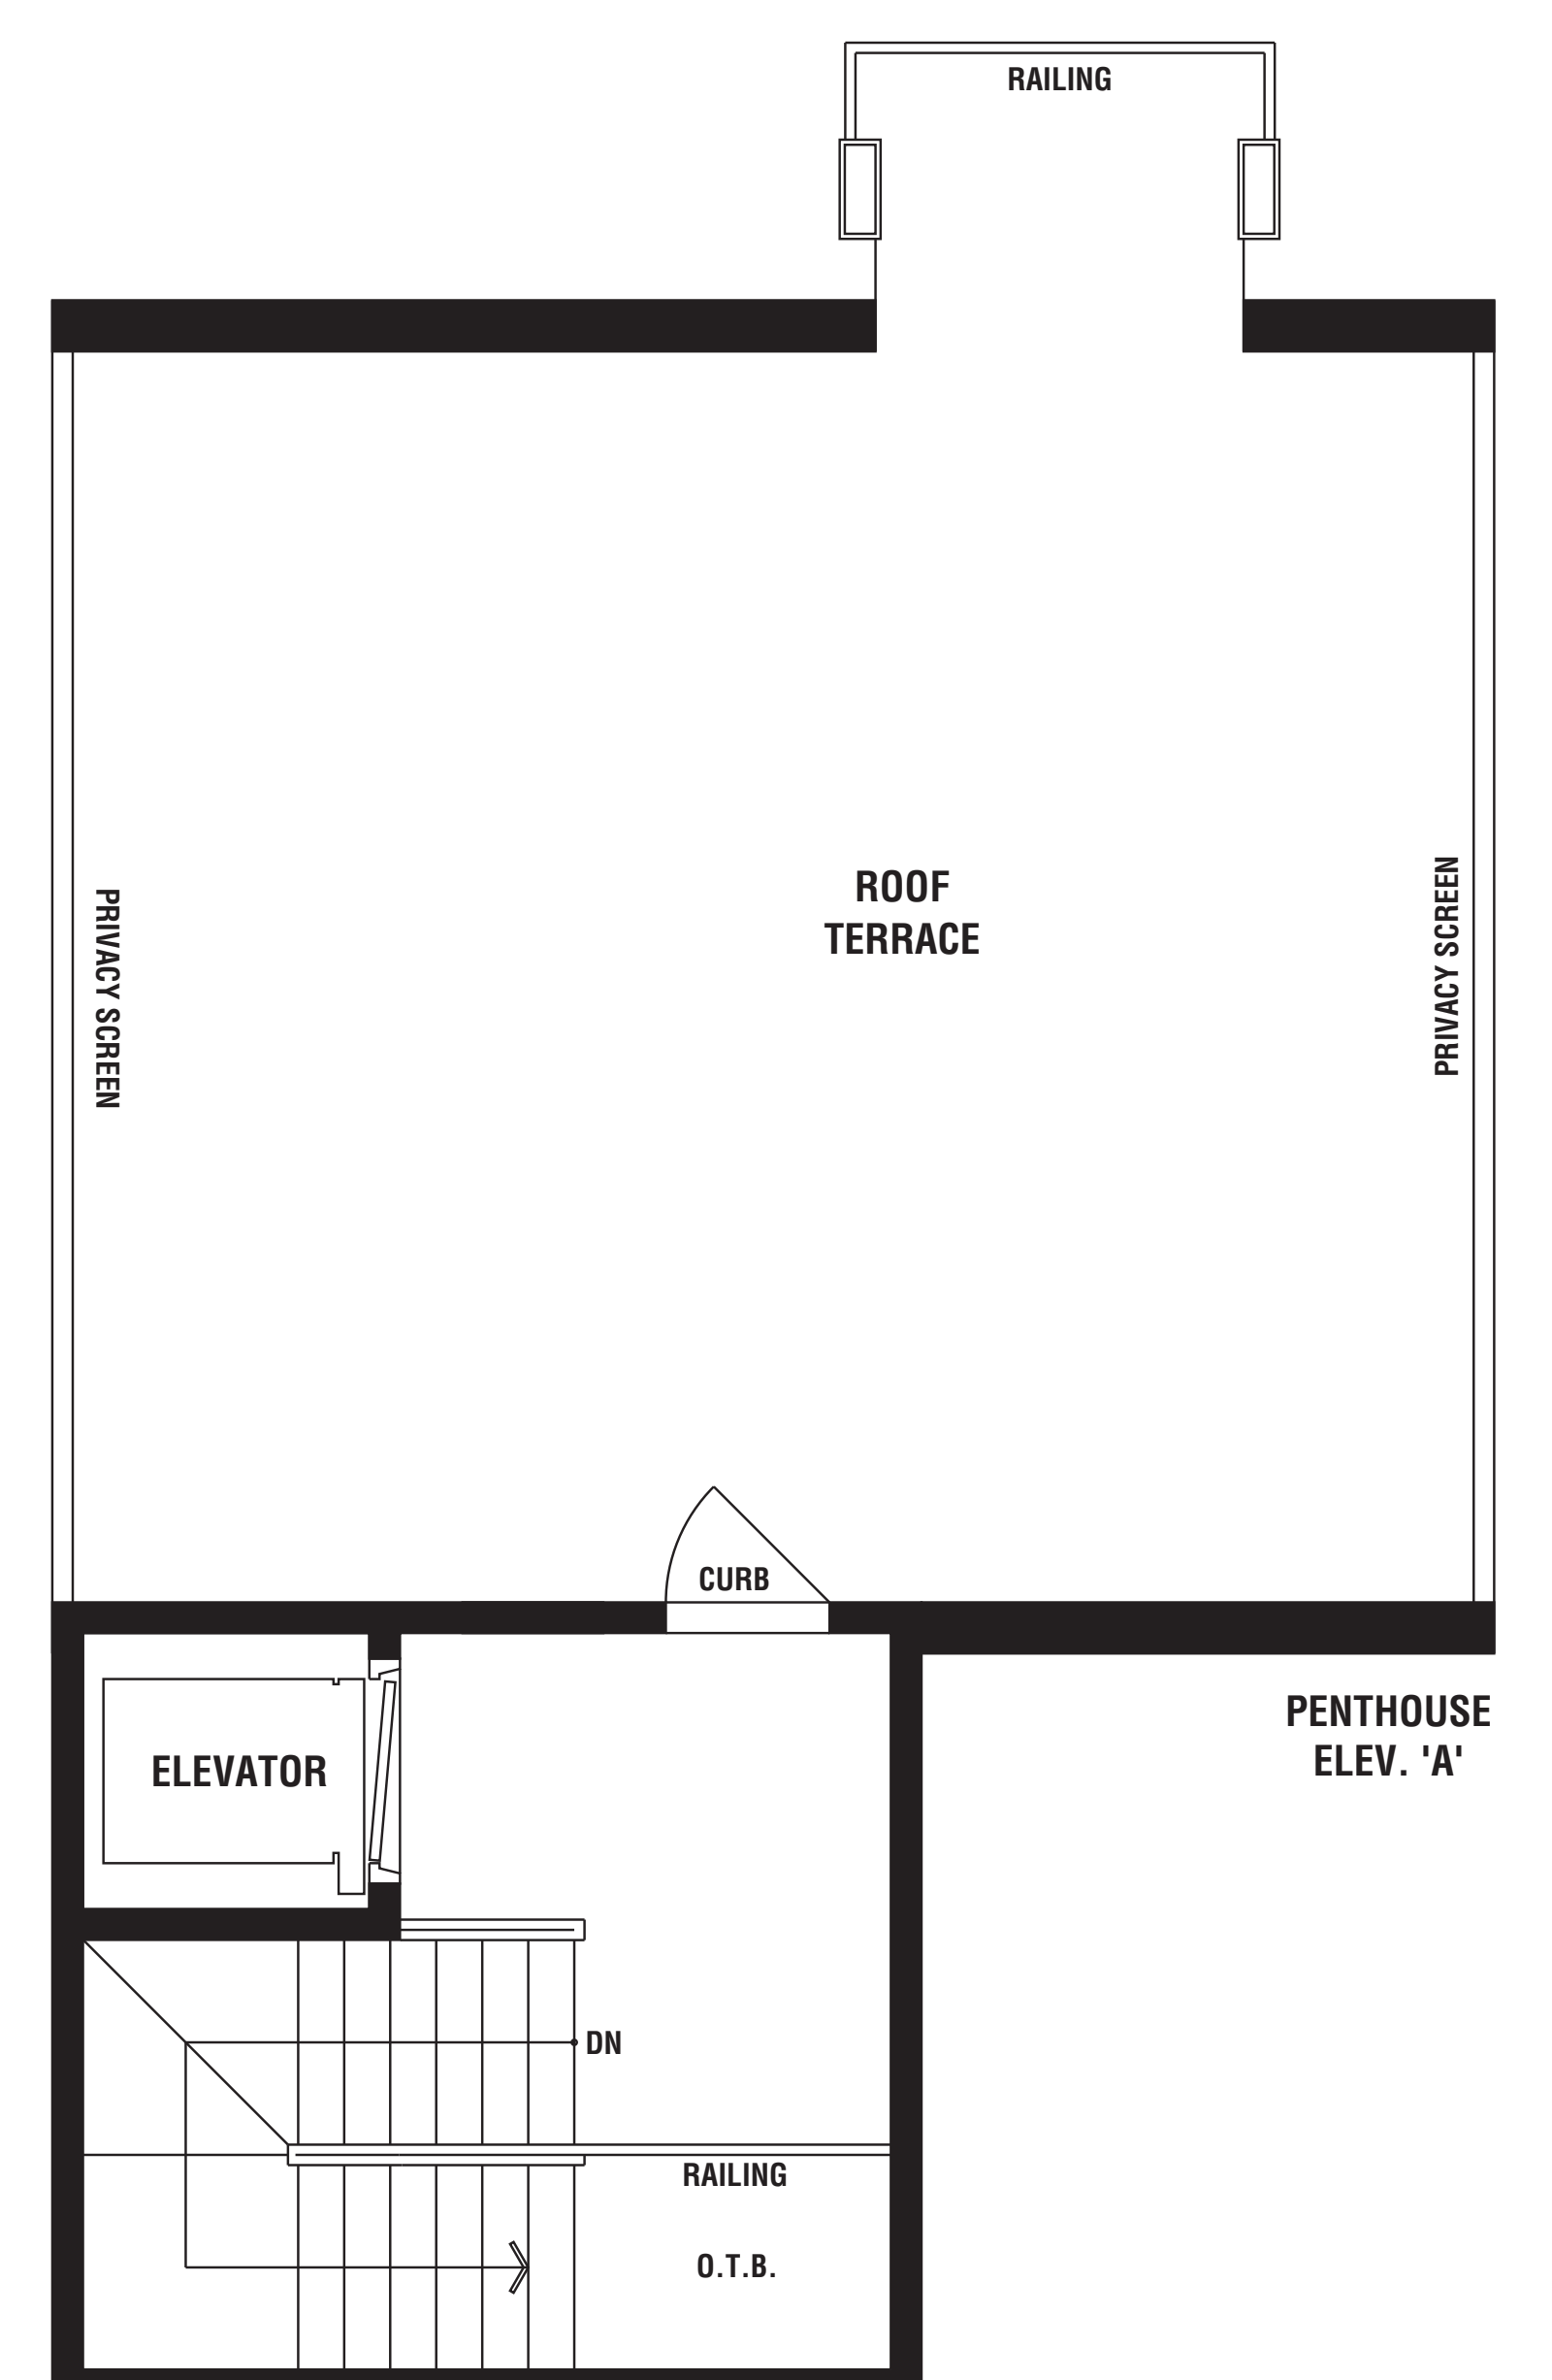 RAILING
ROOF
TERRACE
PRIVACY SCREEN
PRIVACY SCREEN
CURB
PENTHOUSE
ELEV. 'A'
ELEVATOR
DN
RAILING
O.T.B.